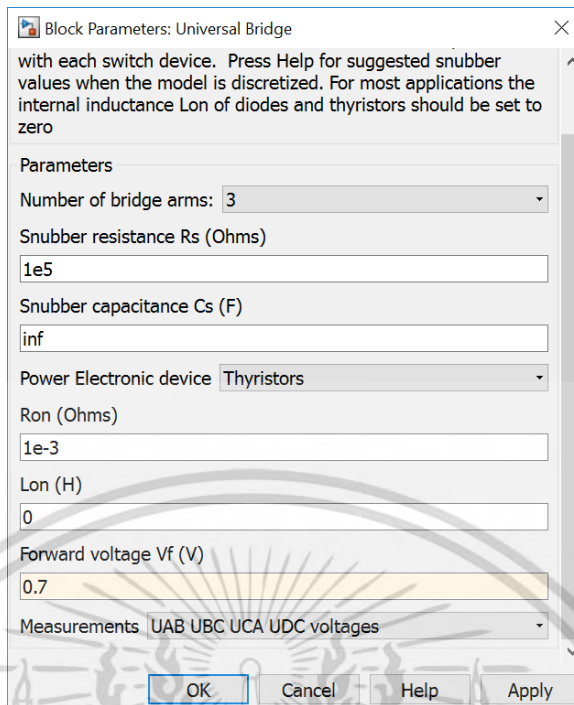 Block Parameters: Universal Bridge
with each switch device. Press Help for suggested snubber
values when the model is discretized. For most applications the
internal inductance Lon of diodes and thyristors should be set to
zero
Parameters
Number of bridge arms: 3
Snubber resistance Rs (Ohms)
1e5
Snubber capacitance Cs (F)
inf
Power Electronic device Thyristors
Ron (Ohms)
1e-3
Lon (H)
0
Forward voltage Vf (V)
0.7
Measurements UAB UBC UCA UDC voltages
OK Cancel Help Apply